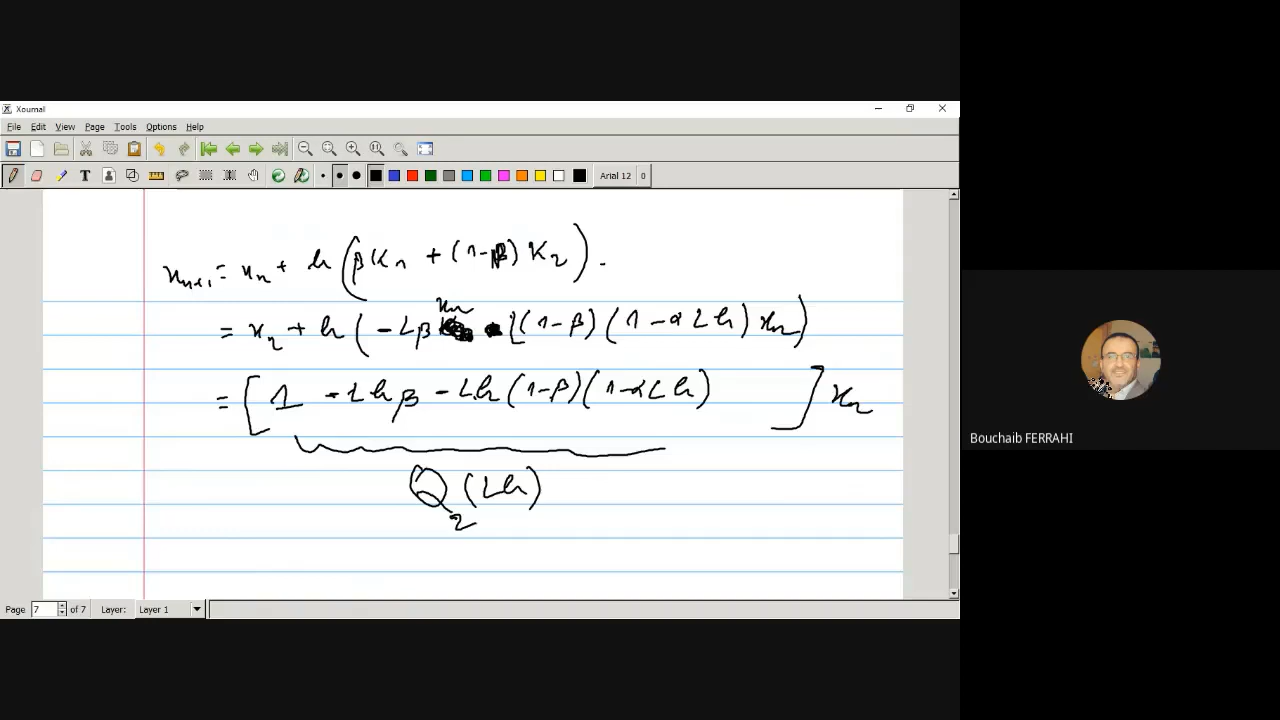 Xournal
File Edit View Page Tools Options Help
Arial 12 0
x_{n+1} = x_n + h (βK_1 + (1-β) K_2).
= x_n + h (-Lβ x_n - L(1-β)(1-αLh) x_n)
= [1 - Lhβ - Lh(1-β)(1-αLh)] x_n
Q_2 (Lh)
Page 7 of 7 Layer: Layer 1
Bouchaib FERRAHI